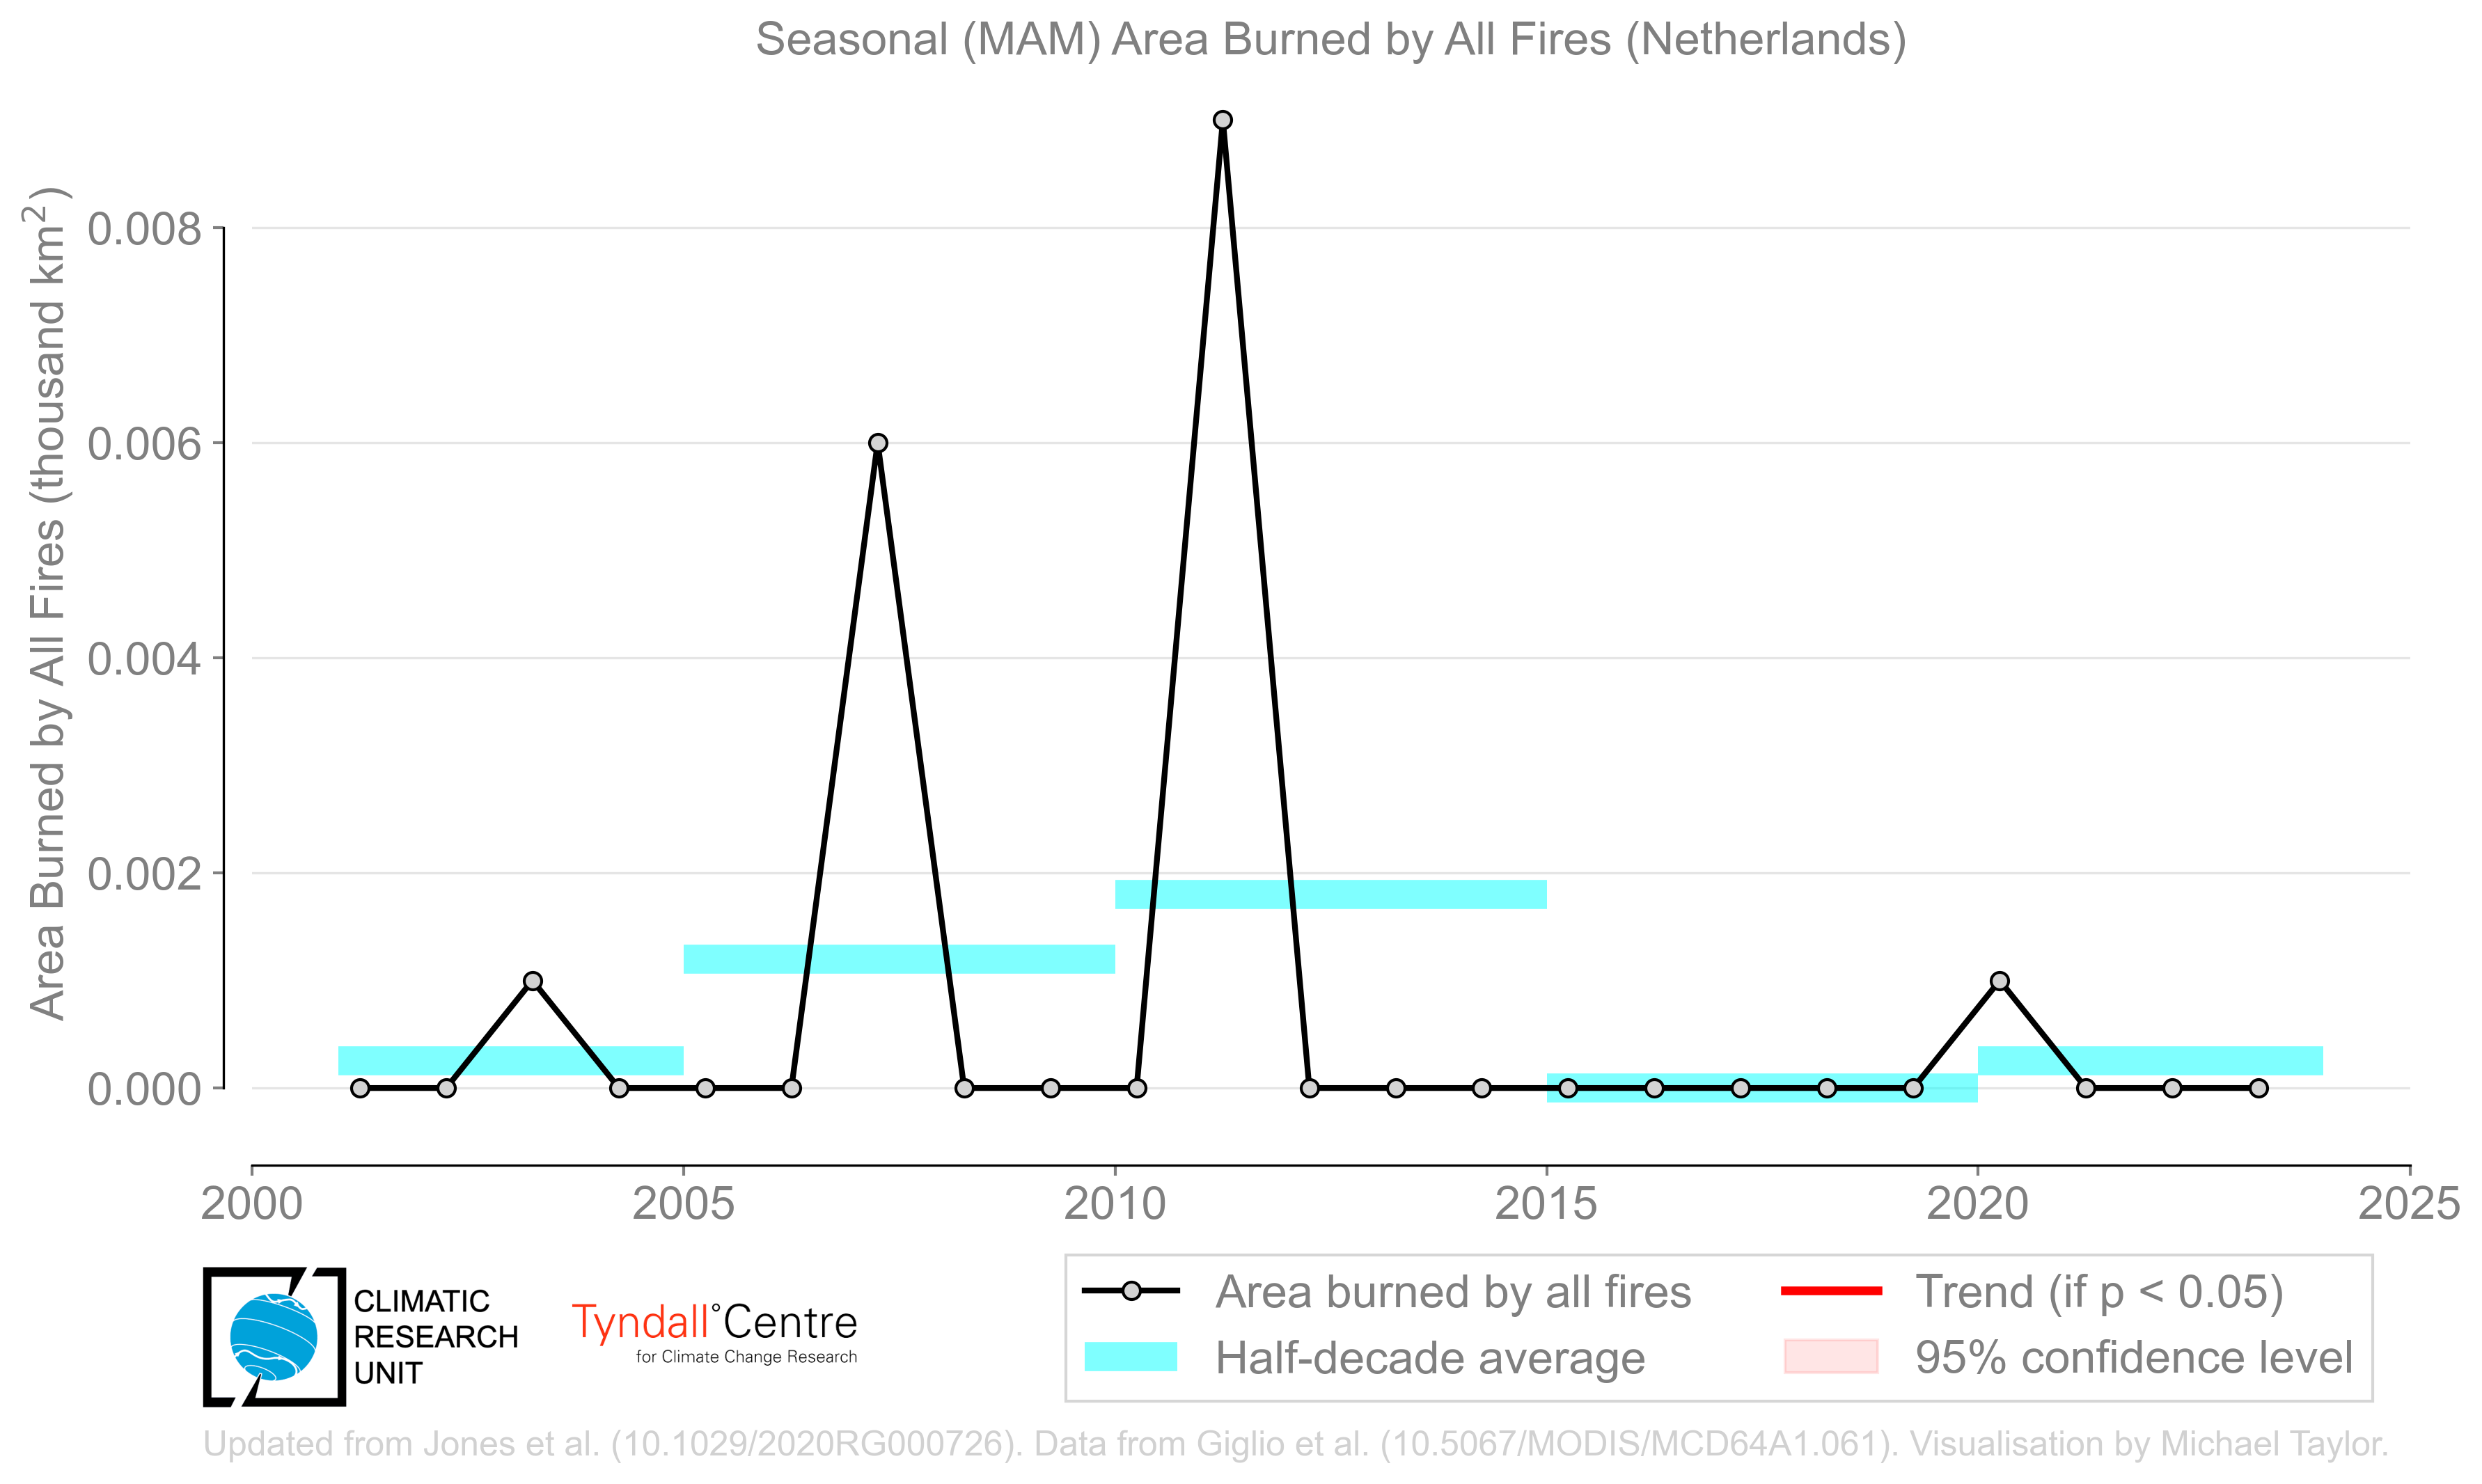 Seasonal (MAM) Area Burned by All Fires (Netherlands)
Area Burned by All Fires (thousand km²)
0.008
0.006
0.004
0.002
0.000
2000
2005
2010
2015
2020
2025
CLIMATIC
RESEARCH
UNIT
Tyndall°Centre
for Climate Change Research
Area burned by all fires
Half-decade average
Trend (if p < 0.05)
95% confidence level
Updated from Jones et al. (10.1029/2020RG000726). Data from Giglio et al. (10.5067/MODIS/MCD64A1.061). Visualisation by Michael Taylor.